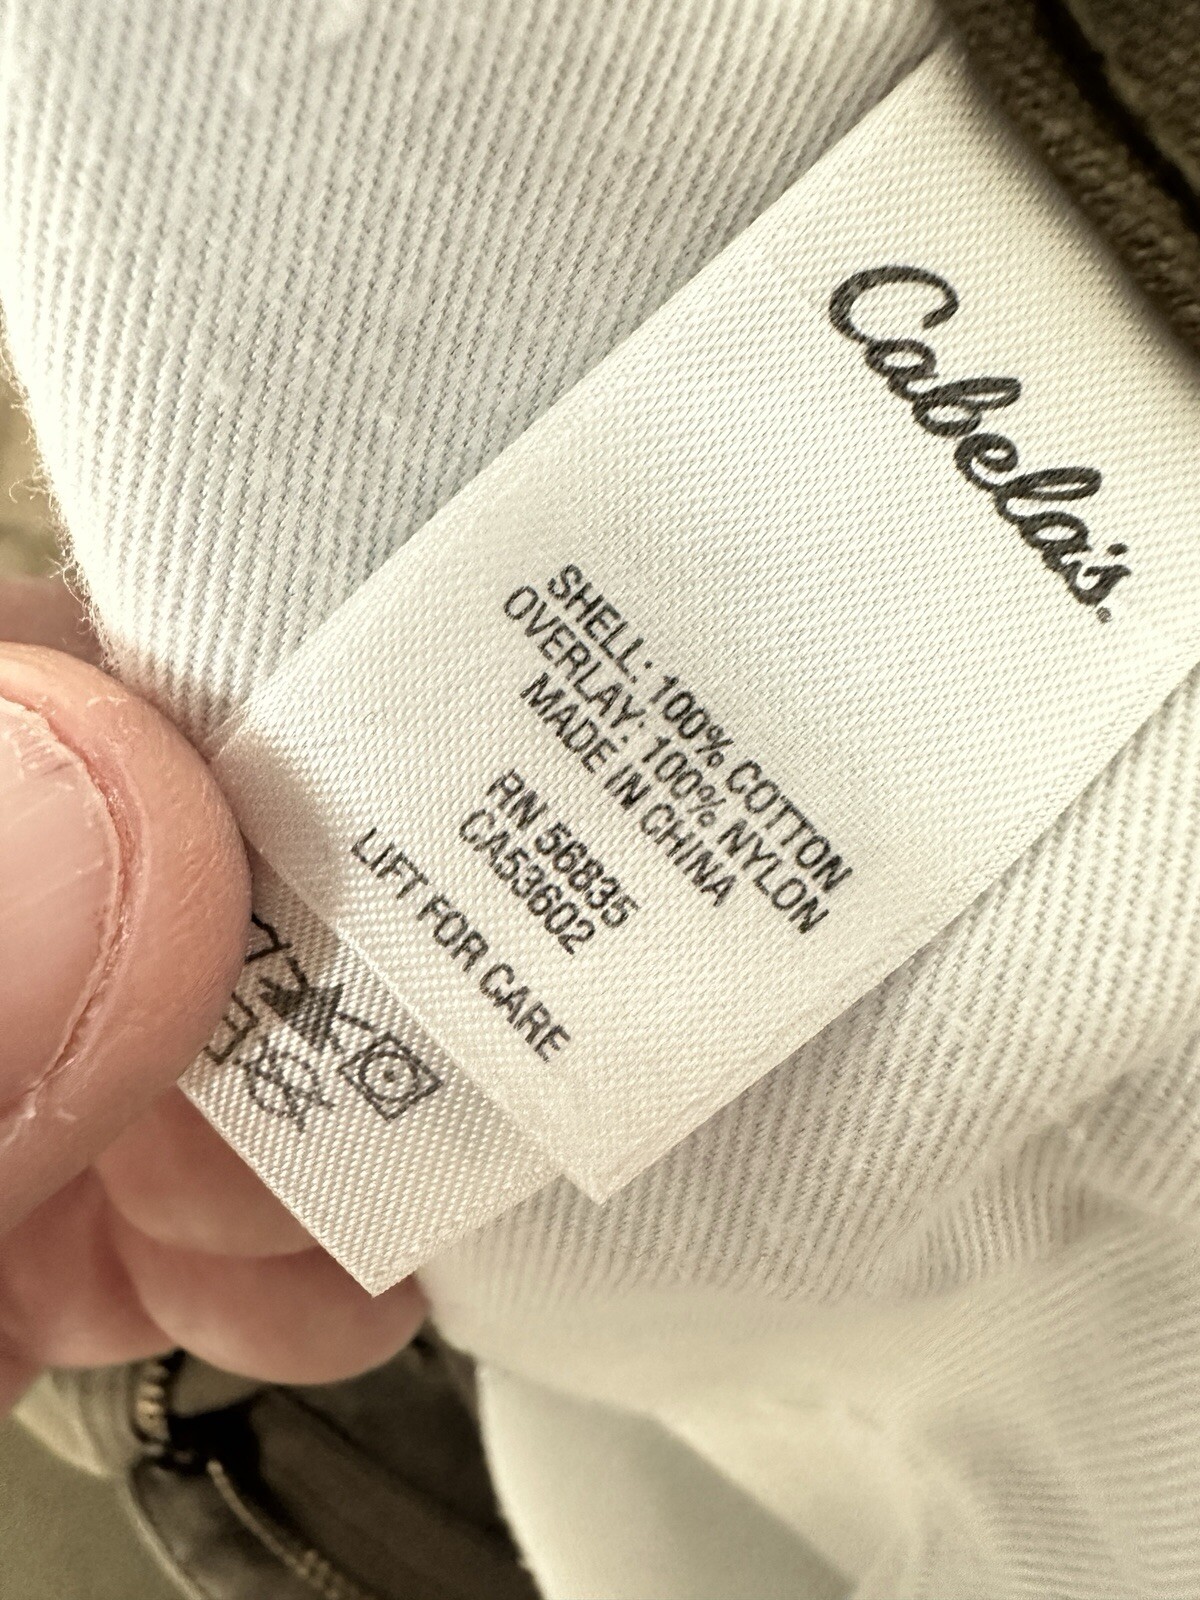 Cabela's
SHELL: 100% COTTON
OVERLAY: 100% NYLON
MADE IN CHINA
RN 56835
CA53602
LIFT FOR CARE